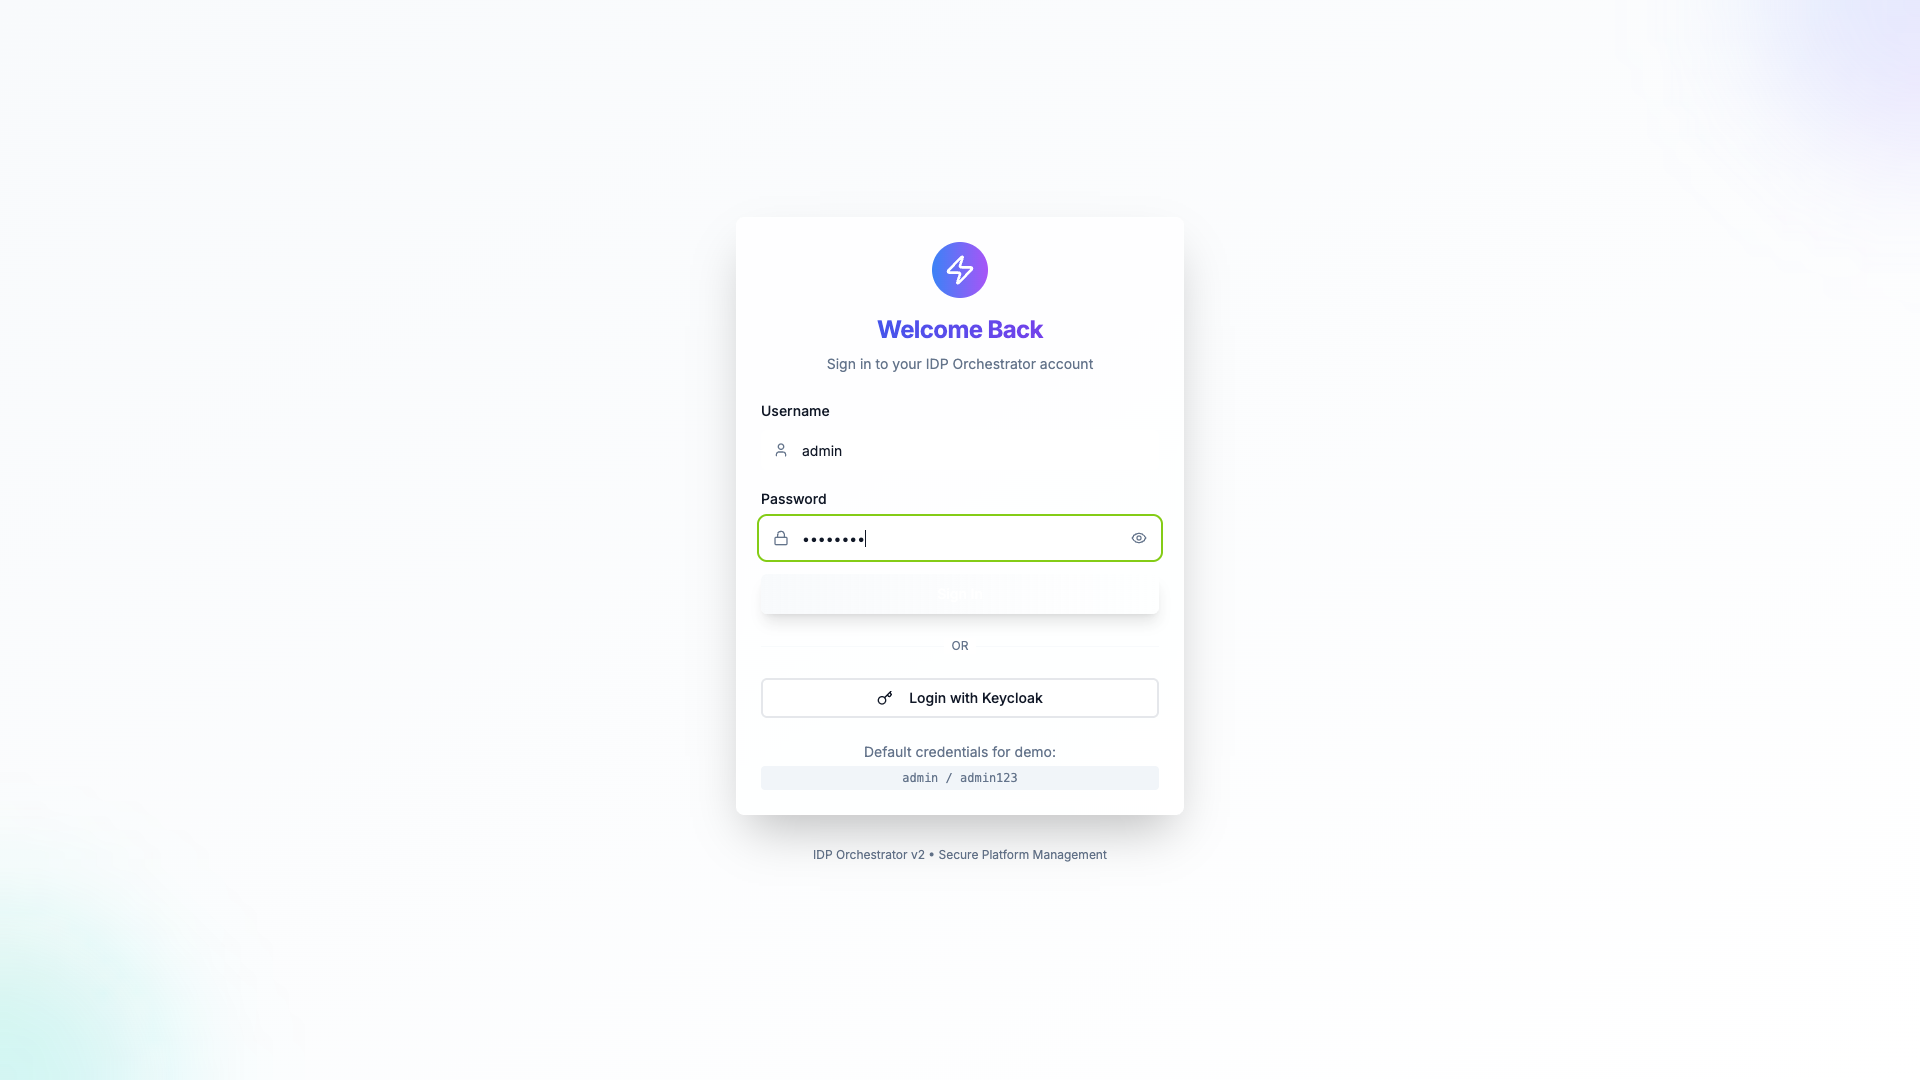 Welcome Back
Sign in to your IDP Orchestrator account
Username
admin
Password
••••••••
OR
Login with Keycloak
Default credentials for demo:
admin / admin123
IDP Orchestrator v2 • Secure Platform Management